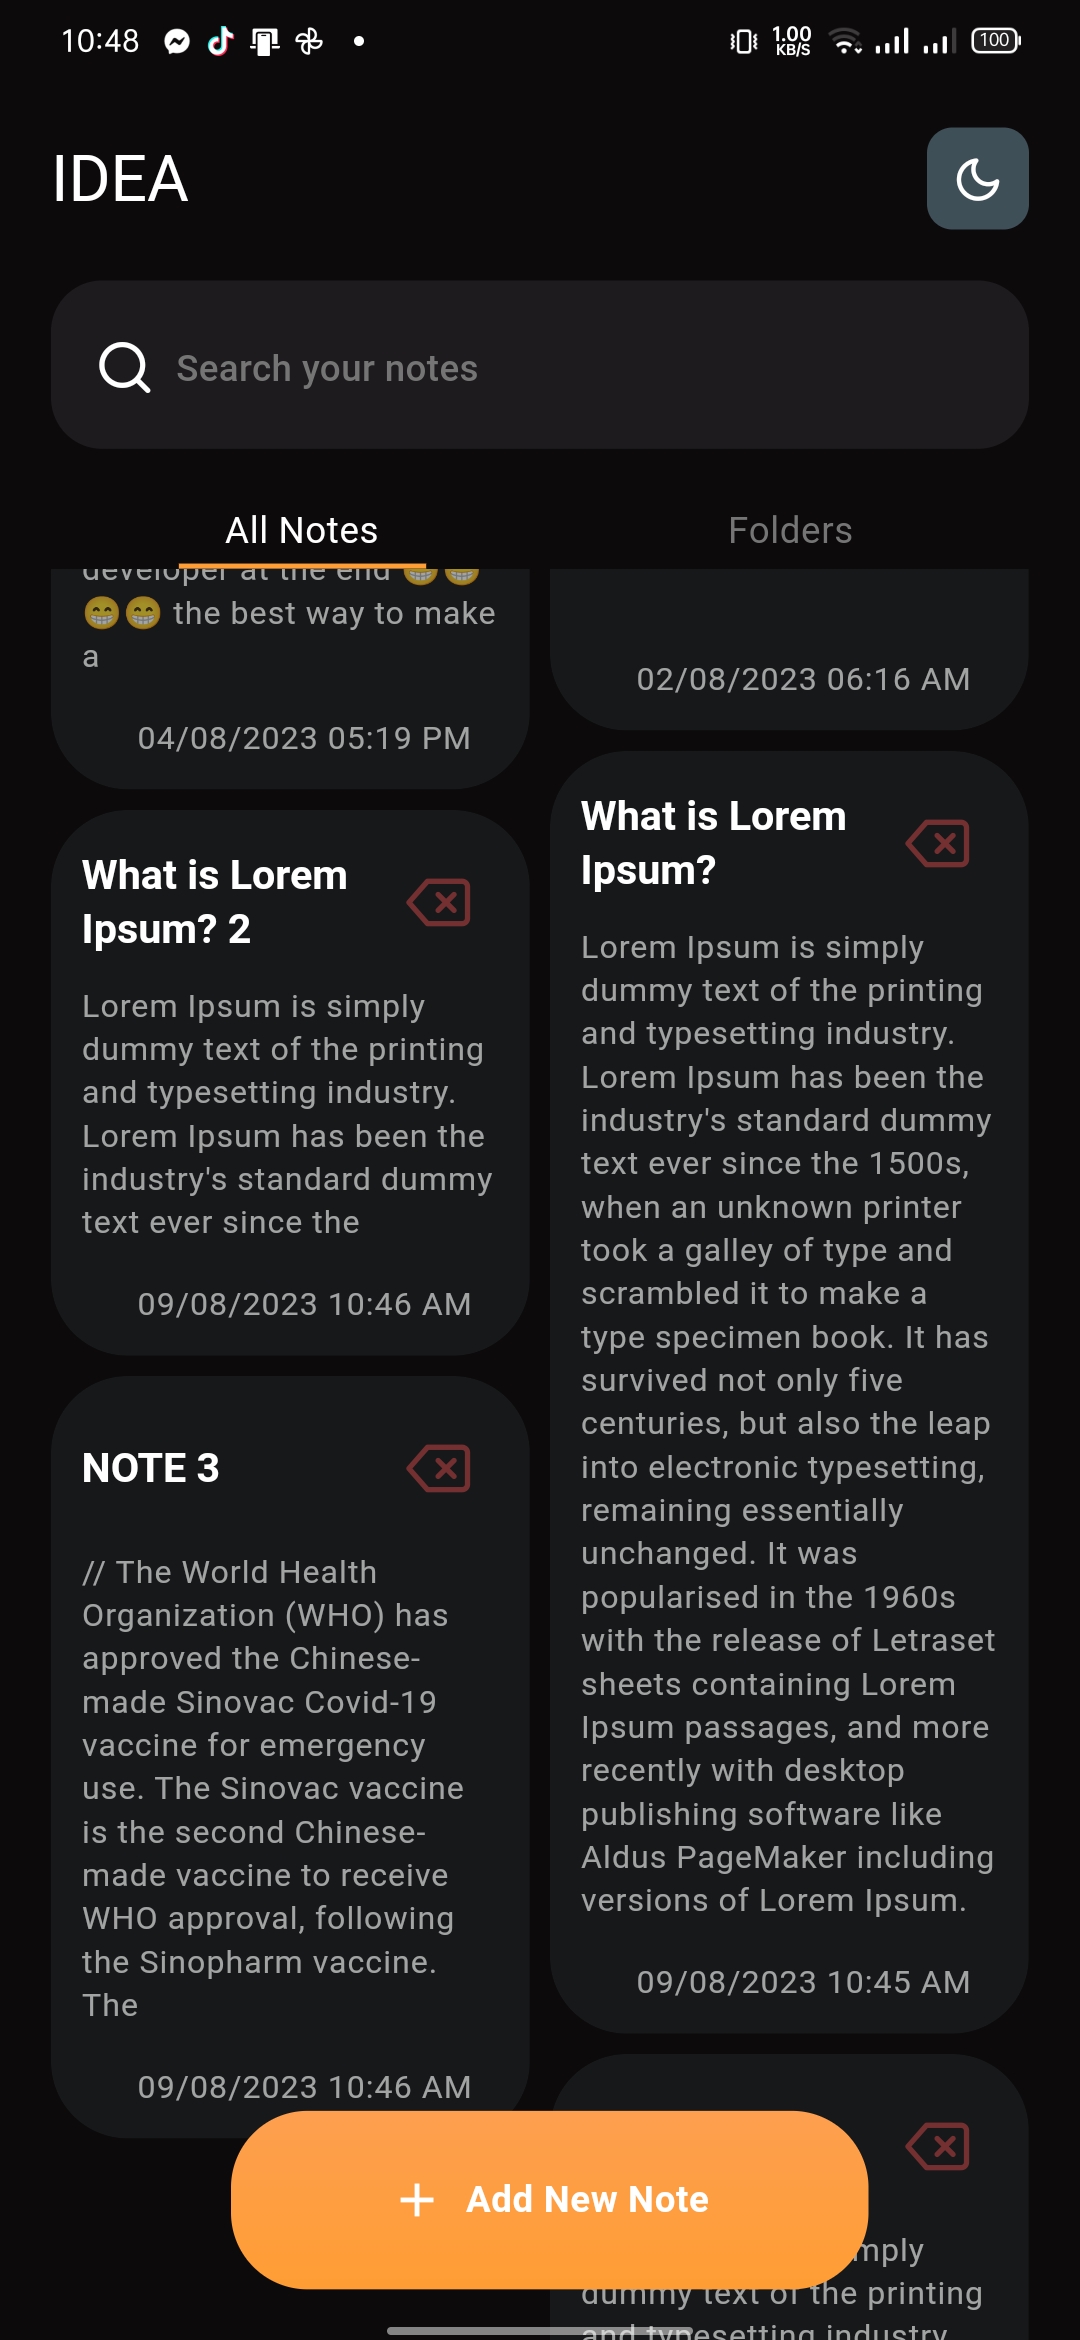 10:48
1.00
KB/S
100
IDEA
Search your notes
All Notes
Folders
developer at the end 😁😁
😁😁 the best way to make
a
04/08/2023 05:19 PM
What is Lorem
Ipsum? 2
Lorem Ipsum is simply
dummy text of the printing
and typesetting industry.
Lorem Ipsum has been the
industry's standard dummy
text ever since the
09/08/2023 10:46 AM
NOTE 3
// The World Health
Organization (WHO) has
approved the Chinese-
made Sinovac Covid-19
vaccine for emergency
use. The Sinovac vaccine
is the second Chinese-
made vaccine to receive
WHO approval, following
the Sinopharm vaccine.
The
09/08/2023 10:46 AM
02/08/2023 06:16 AM
What is Lorem
Ipsum?
Lorem Ipsum is simply
dummy text of the printing
and typesetting industry.
Lorem Ipsum has been the
industry's standard dummy
text ever since the 1500s,
when an unknown printer
took a galley of type and
scrambled it to make a
type specimen book. It has
survived not only five
centuries, but also the leap
into electronic typesetting,
remaining essentially
unchanged. It was
popularised in the 1960s
with the release of Letraset
sheets containing Lorem
Ipsum passages, and more
recently with desktop
publishing software like
Aldus PageMaker including
versions of Lorem Ipsum.
09/08/2023 10:45 AM
mply
dummy text of the printing
and typesetting industry
Add New Note